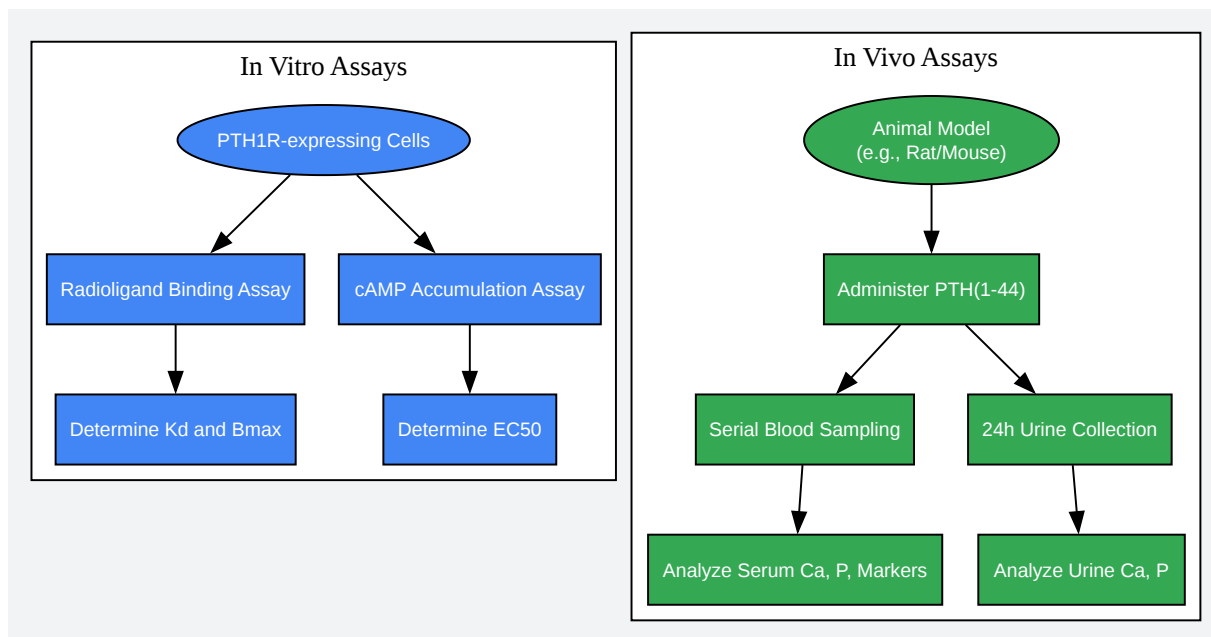 In Vitro Assays
PTH1R-expressing Cells
Radioligand Binding Assay
cAMP Accumulation Assay
Determine Kd and Bmax
Determine EC50
In Vivo Assays
Animal Model
(e.g., Rat/Mouse)
Administer PTH(1-44)
Serial Blood Sampling
24h Urine Collection
Analyze Serum Ca, P, Markers
Analyze Urine Ca, P